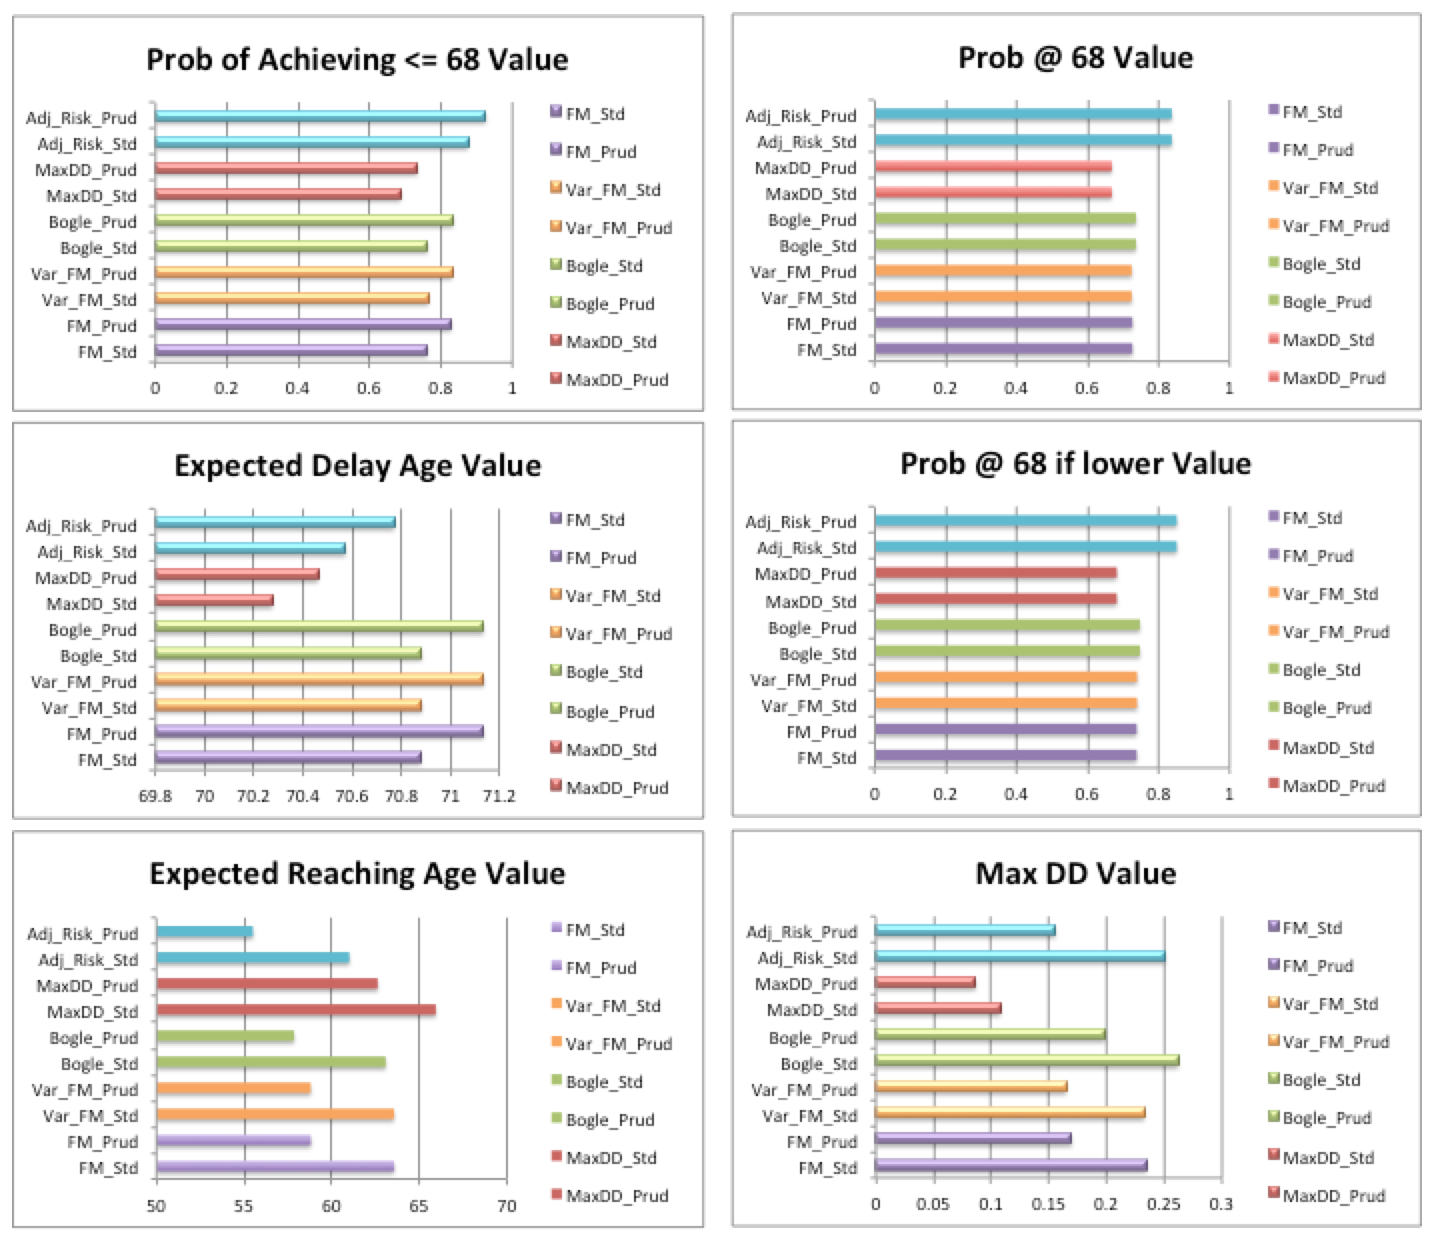 Prob of Achieving <= 68 Value
Adj_Risk_Prud
Adj_Risk_Std
MaxDD_Prud
MaxDD_Std
Bogle_Prud
Bogle_Std
Var_FM_Prud
Var_FM_Std
FM_Prud
FM_Std
0 0.2 0.4 0.6 0.8 1
FM_Std
FM_Prud
Var_FM_Std
Var_FM_Prud
Bogle_Std
Bogle_Prud
MaxDD_Std
MaxDD_Prud
Prob @ 68 Value
Adj_Risk_Prud
Adj_Risk_Std
MaxDD_Prud
MaxDD_Std
Bogle_Prud
Bogle_Std
Var_FM_Prud
Var_FM_Std
FM_Prud
FM_Std
0 0.2 0.4 0.6 0.8 1
FM_Std
FM_Prud
Var_FM_Std
Var_FM_Prud
Bogle_Std
Bogle_Prud
MaxDD_Std
MaxDD_Prud
Expected Delay Age Value
Adj_Risk_Prud
Adj_Risk_Std
MaxDD_Prud
MaxDD_Std
Bogle_Prud
Bogle_Std
Var_FM_Prud
Var_FM_Std
FM_Prud
FM_Std
69.8 70 70.2 70.4 70.6 70.8 71 71.2
FM_Std
FM_Prud
Var_FM_Std
Var_FM_Prud
Bogle_Std
Bogle_Prud
MaxDD_Std
MaxDD_Prud
Prob @ 68 if lower Value
Adj_Risk_Prud
Adj_Risk_Std
MaxDD_Prud
MaxDD_Std
Bogle_Prud
Bogle_Std
Var_FM_Prud
Var_FM_Std
FM_Prud
FM_Std
0 0.2 0.4 0.6 0.8 1
FM_Std
FM_Prud
Var_FM_Std
Var_FM_Prud
Bogle_Std
Bogle_Prud
MaxDD_Std
MaxDD_Prud
Expected Reaching Age Value
Adj_Risk_Prud
Adj_Risk_Std
MaxDD_Prud
MaxDD_Std
Bogle_Prud
Bogle_Std
Var_FM_Prud
Var_FM_Std
FM_Prud
FM_Std
50 55 60 65 70
FM_Std
FM_Prud
Var_FM_Std
Var_FM_Prud
Bogle_Std
Bogle_Prud
MaxDD_Std
MaxDD_Prud
Max DD Value
Adj_Risk_Prud
Adj_Risk_Std
MaxDD_Prud
MaxDD_Std
Bogle_Prud
Bogle_Std
Var_FM_Prud
Var_FM_Std
FM_Prud
FM_Std
0 0.05 0.1 0.15 0.2 0.25 0.3
FM_Std
FM_Prud
Var_FM_Std
Var_FM_Prud
Bogle_Std
Bogle_Prud
MaxDD_Std
MaxDD_Prud